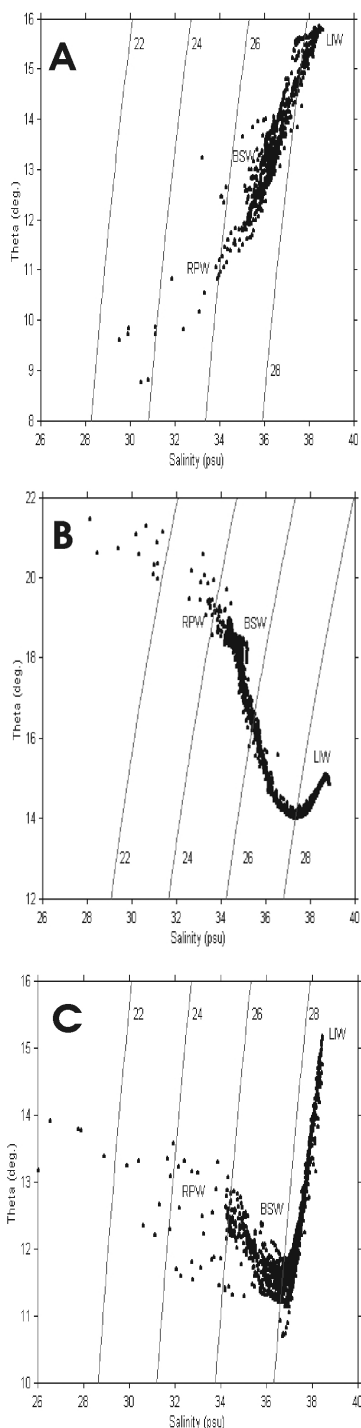 A
16
15
14
13
12
11
10
9
8
Theta (deg.)
22
24
26
28
LIW
BSW
RPW
26 28 30 32 34 36 38 40
Salinity (psu)
B
22
20
18
16
14
12
Theta (deg.)
RPW
BSW
LIW
22
24
26
28
26 28 30 32 34 36 38 40
Salinity (psu)
C
16
15
14
13
12
11
10
Theta (deg.)
22
24
26
28
LIW
RPW
BSW
26 28 30 32 34 36 38 40
Salinity (psu)